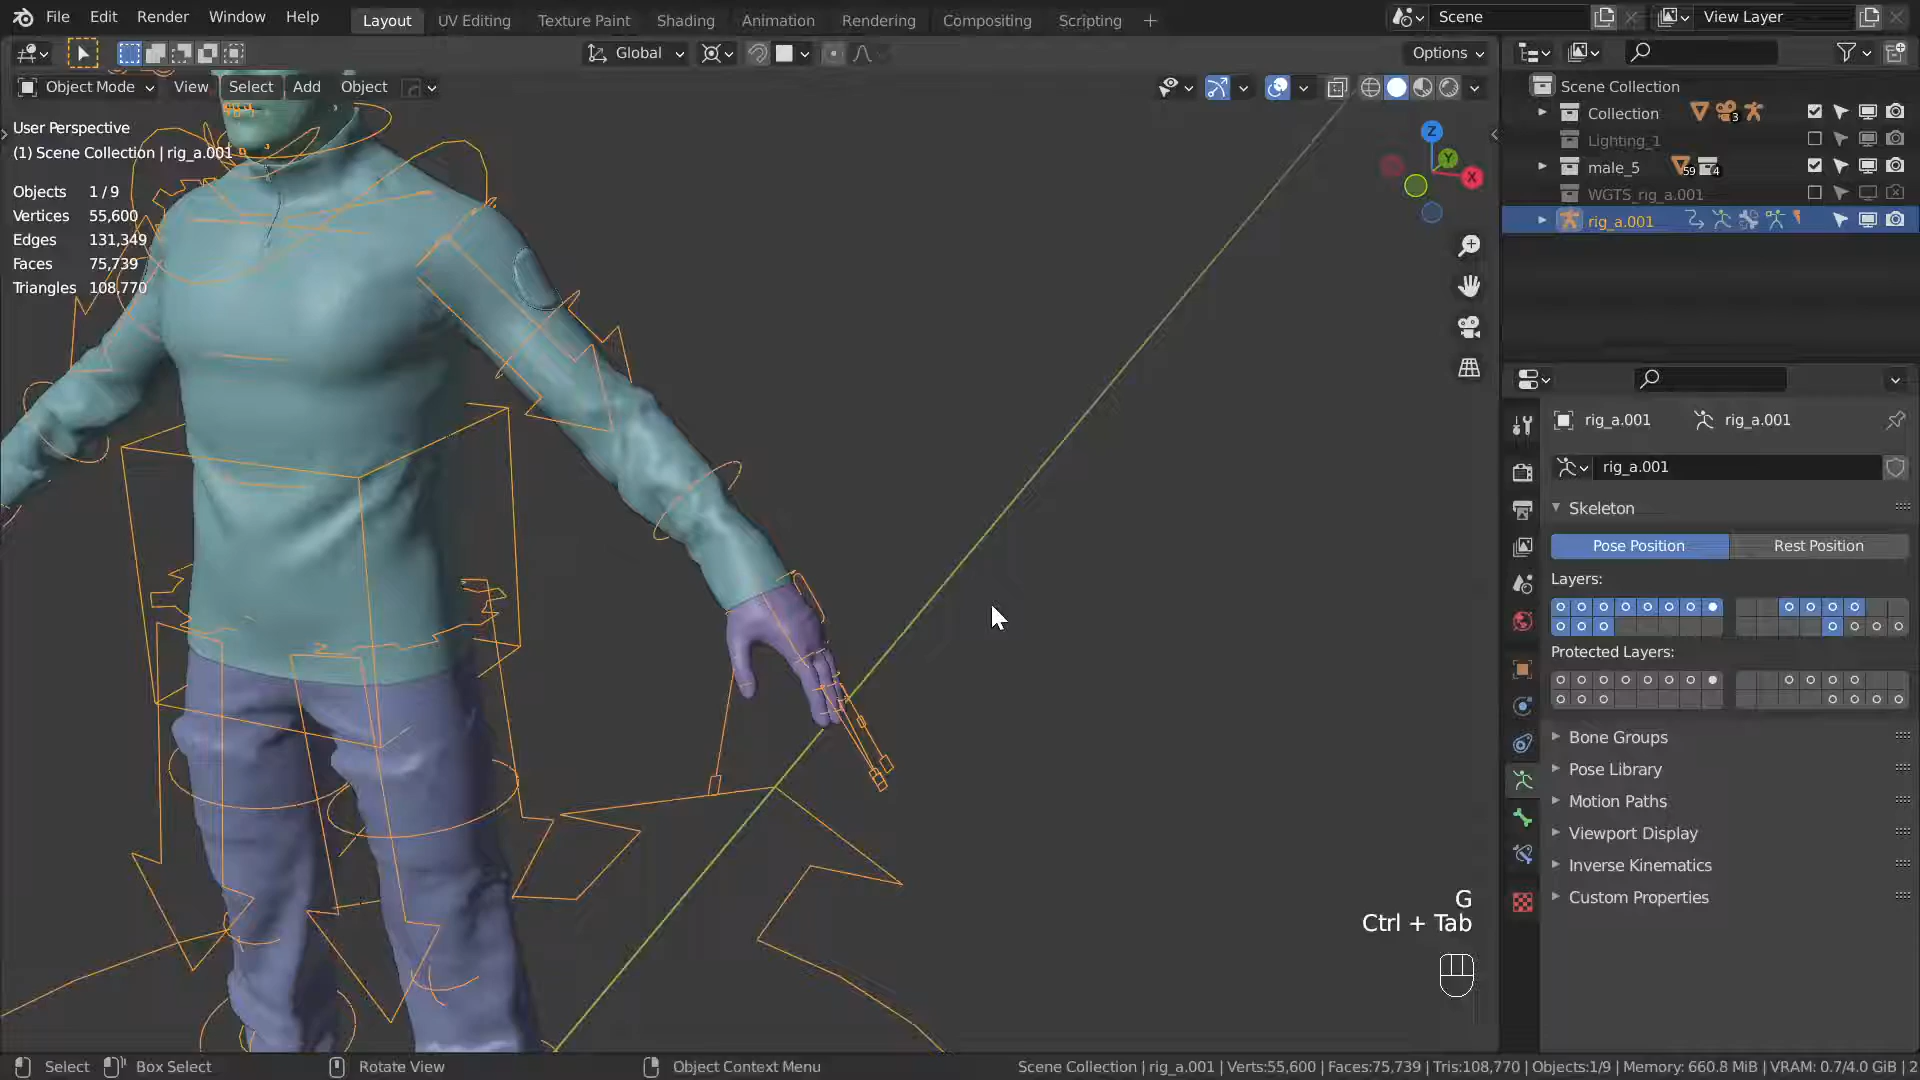 File Edit Render Window Help Layout UV Editing Texture Paint Shading Animation Rendering Compositing Scripting + Scene View Layer
Global Options
Object Mode View Select Add Object
User Perspective
(1) Scene Collection | rig_a.001
Objects 1 / 9
Vertices 55,600
Edges 131,349
Faces 75,739
Triangles 108,770
Z
Y
X
Scene Collection
Collection 3
Lighting_1
male_5 59 4
WGTS_rig_a.001
rig_a.001
rig_a.001 rig_a.001
rig_a.001
Skeleton
Pose Position Rest Position
Layers:
Protected Layers:
Bone Groups
Pose Library
Motion Paths
Viewport Display
Inverse Kinematics
Custom Properties
G
Ctrl + Tab
Select Box Select Rotate View Object Context Menu Scene Collection | rig_a.001 | Verts:55,600 | Faces:75,739 | Tris:108,770 | Objects:1/9 | Memory: 660.8 MiB | VRAM: 0.7/4.0 GiB | 2